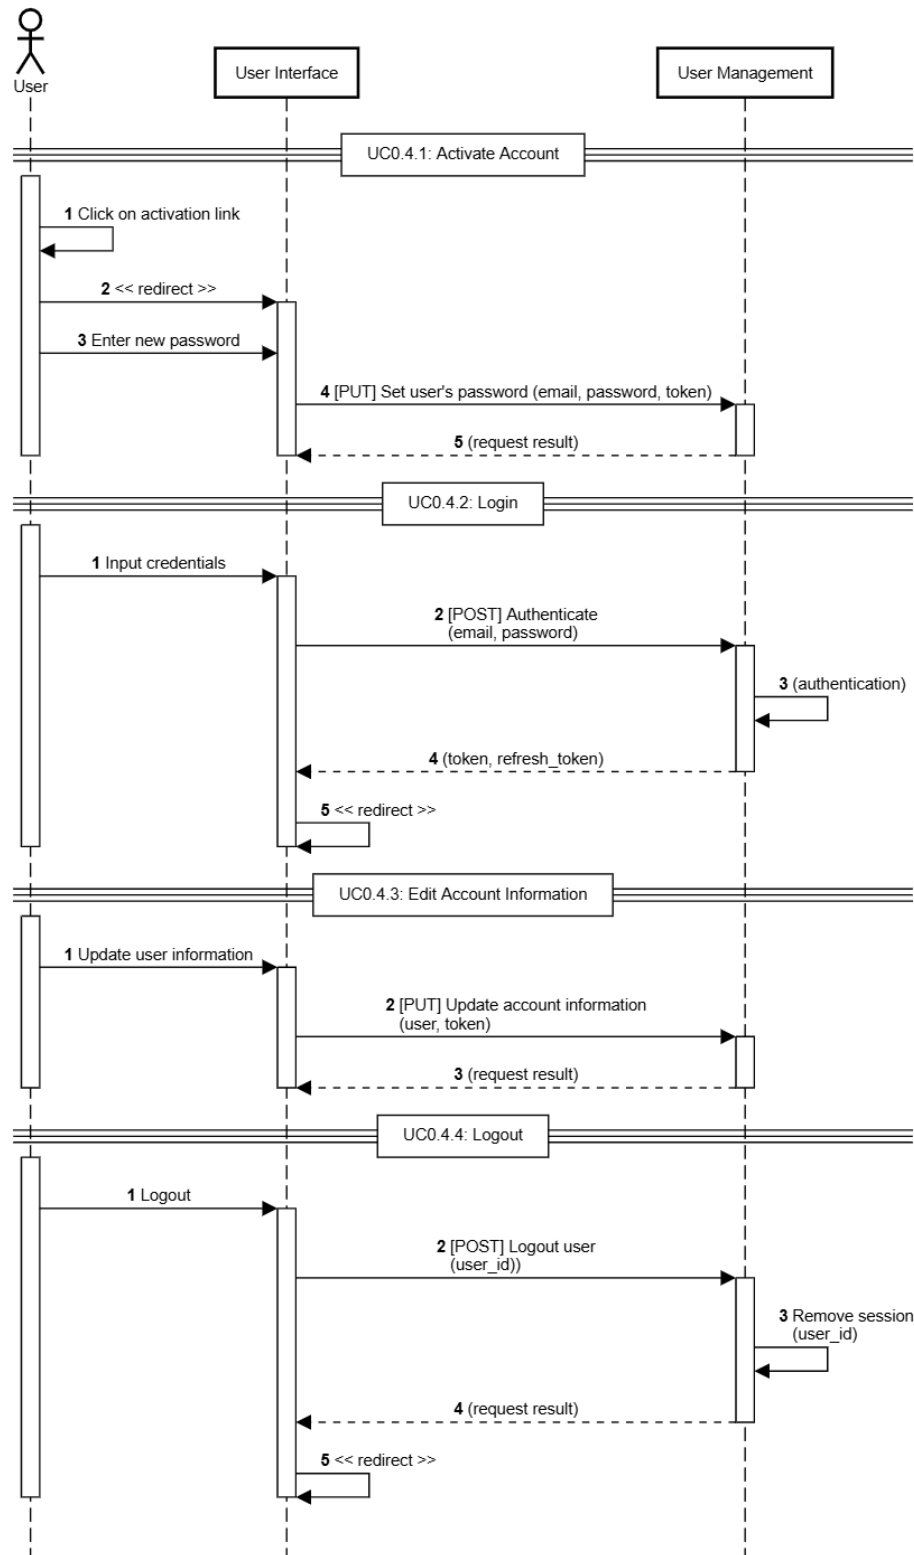 User
User Interface
User Management
UC0.4.1: Activate Account
1 Click on activation link
2 << redirect >>
3 Enter new password
4 [PUT] Set user's password (email, password, token)
5 (request result)
UC0.4.2: Login
1 Input credentials
2 [POST] Authenticate
(email, password)
3 (authentication)
4 (token, refresh_token)
5 << redirect >>
UC0.4.3: Edit Account Information
1 Update user information
2 [PUT] Update account information
(user, token)
3 (request result)
UC0.4.4: Logout
1 Logout
2 [POST] Logout user
(user_id))
3 Remove session
(user_id)
4 (request result)
5 << redirect >>